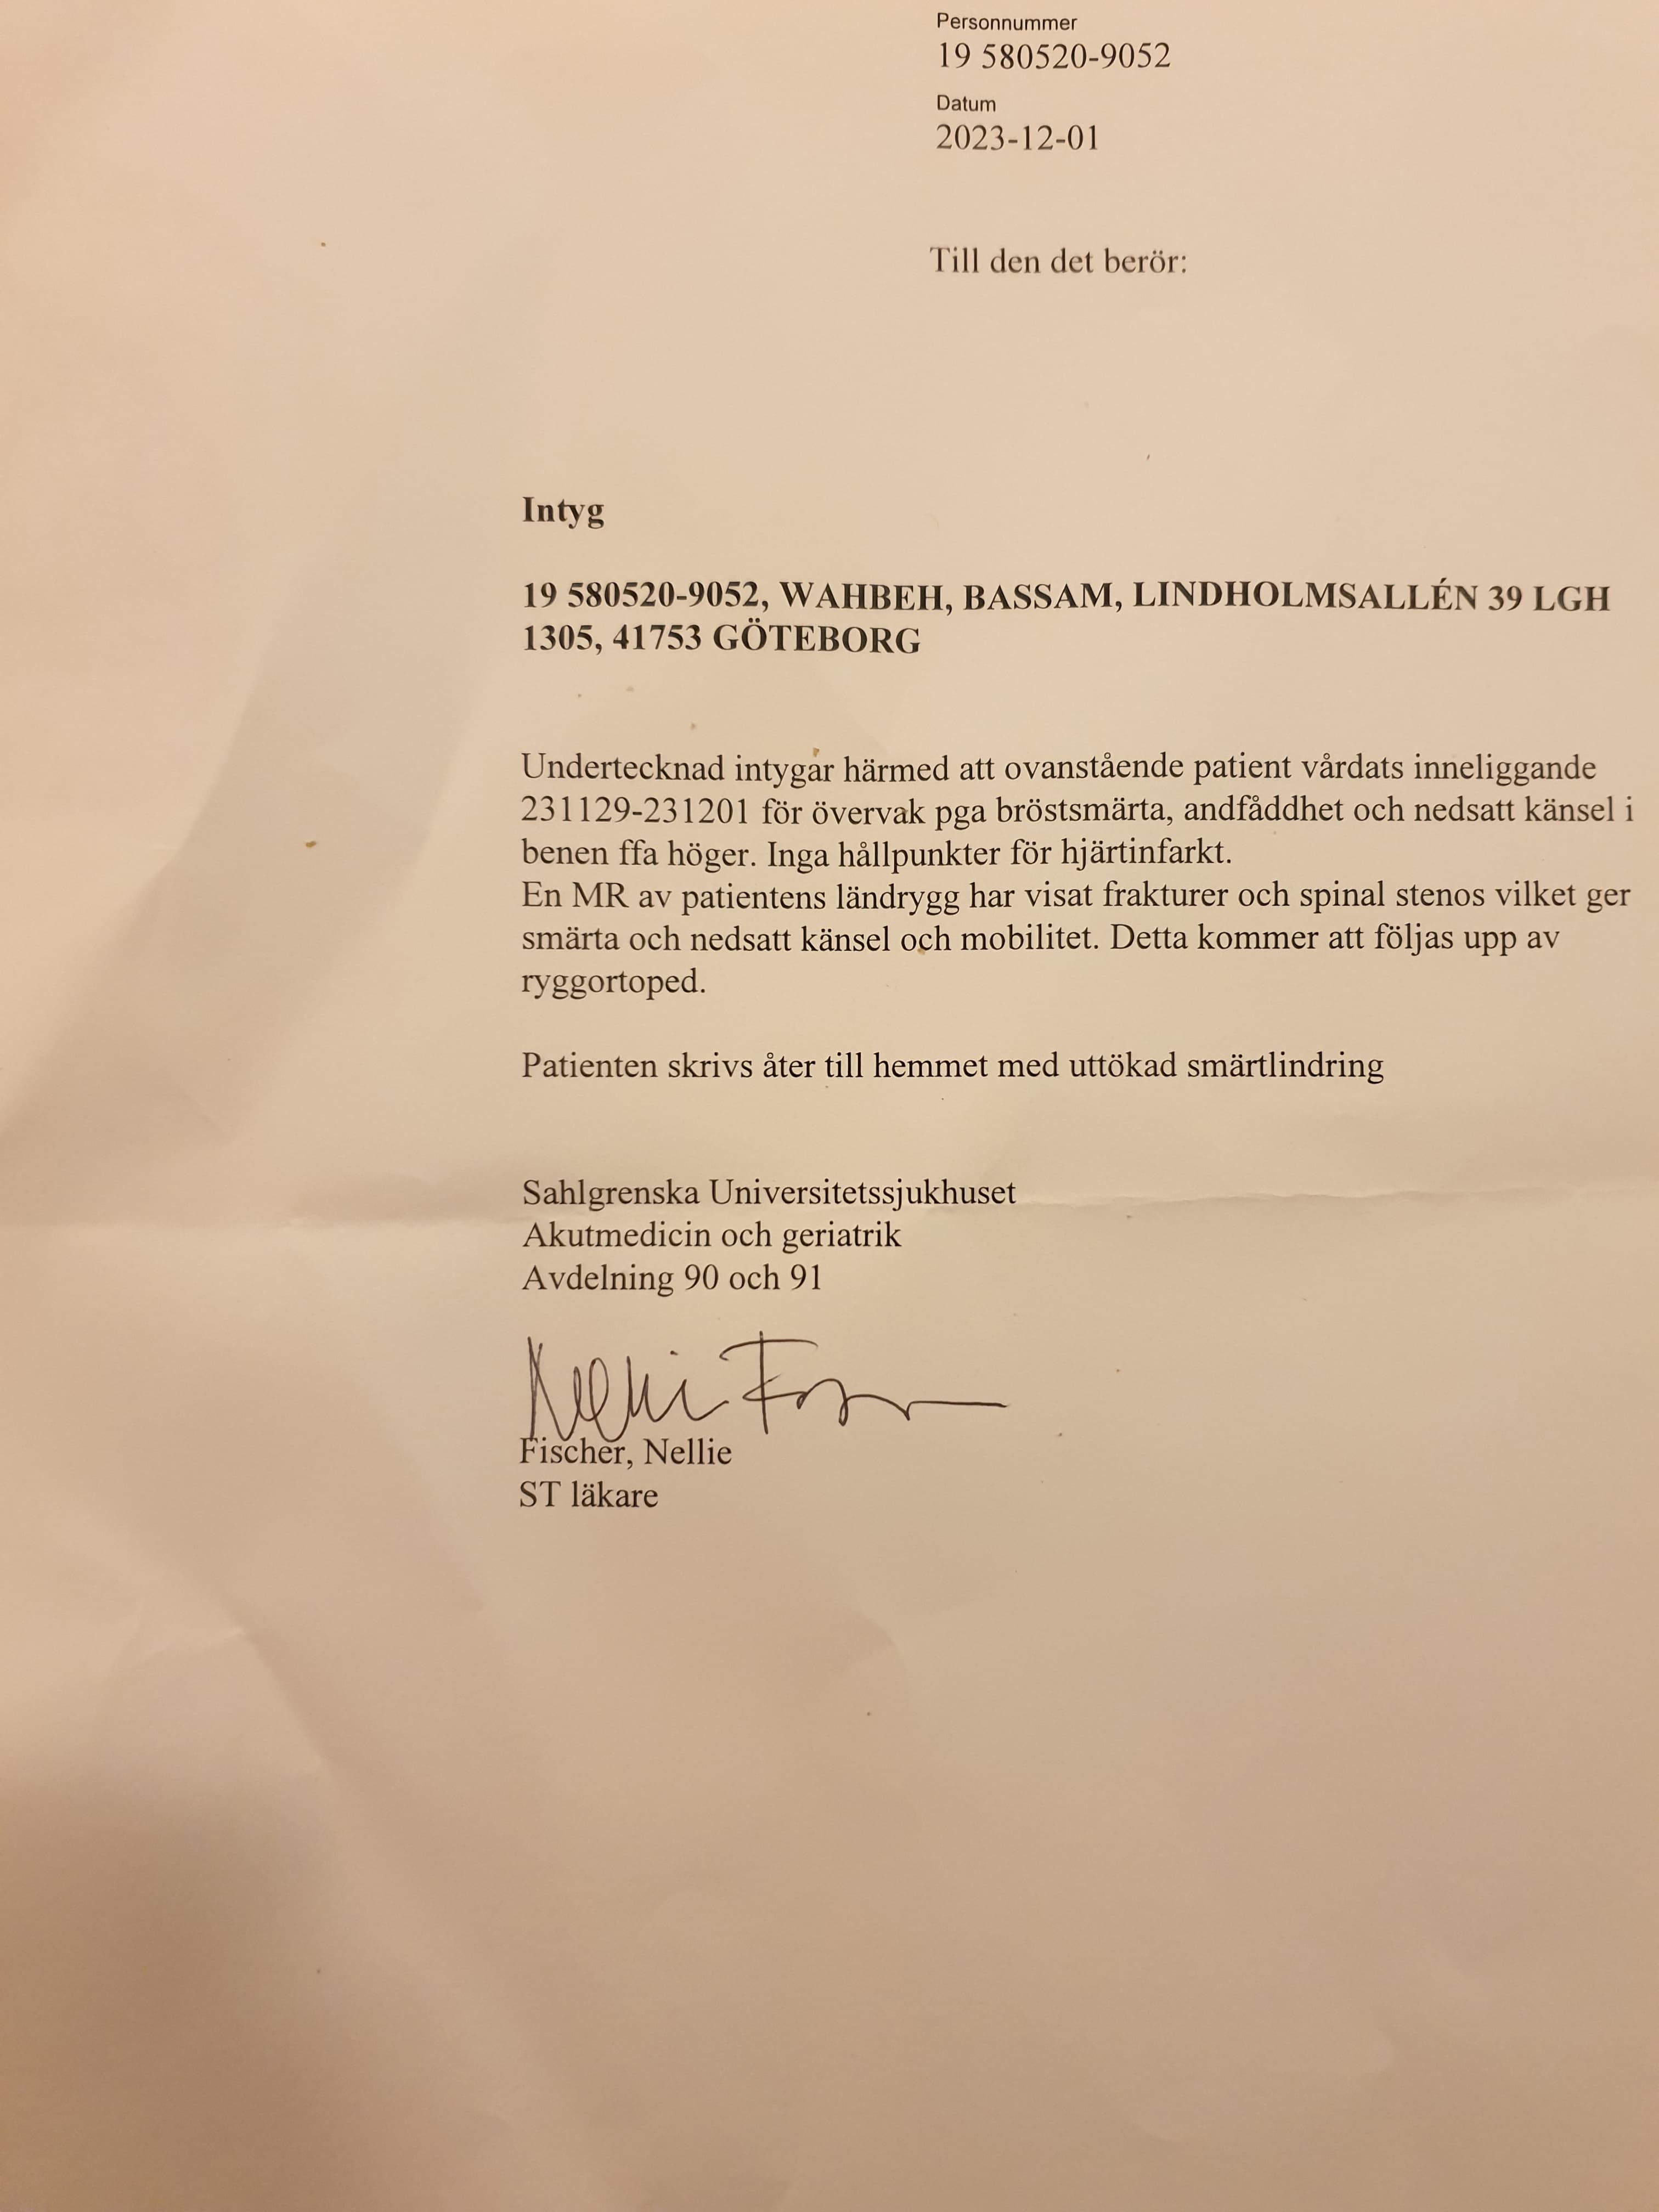 Personnummer
19 580520-9052
Datum
2023-12-01
Till den det berör:
Intyg
19 580520-9052, WAHBEH, BASSAM, LINDHOLMSALLÉN 39 LGH
1305, 41753 GÖTEBORG
Undertecknad intygar härmed att ovanstående patient vårdats inneliggande
231129-231201 för övervak pga bröstsmärta, andfåddhet och nedsatt känsel i
benen ffa höger. Inga hållpunkter för hjärtinfarkt.
En MR av patientens ländrygg har visat frakturer och spinal stenos vilket ger
smärta och nedsatt känsel och mobilitet. Detta kommer att följas upp av
ryggortoped.
Patienten skrivs åter till hemmet med uttökad smärtlindring
Sahlgrenska Universitetssjukhuset
Akutmedicin och geriatrik
Avdelning 90 och 91
Fischer, Nellie
ST läkare